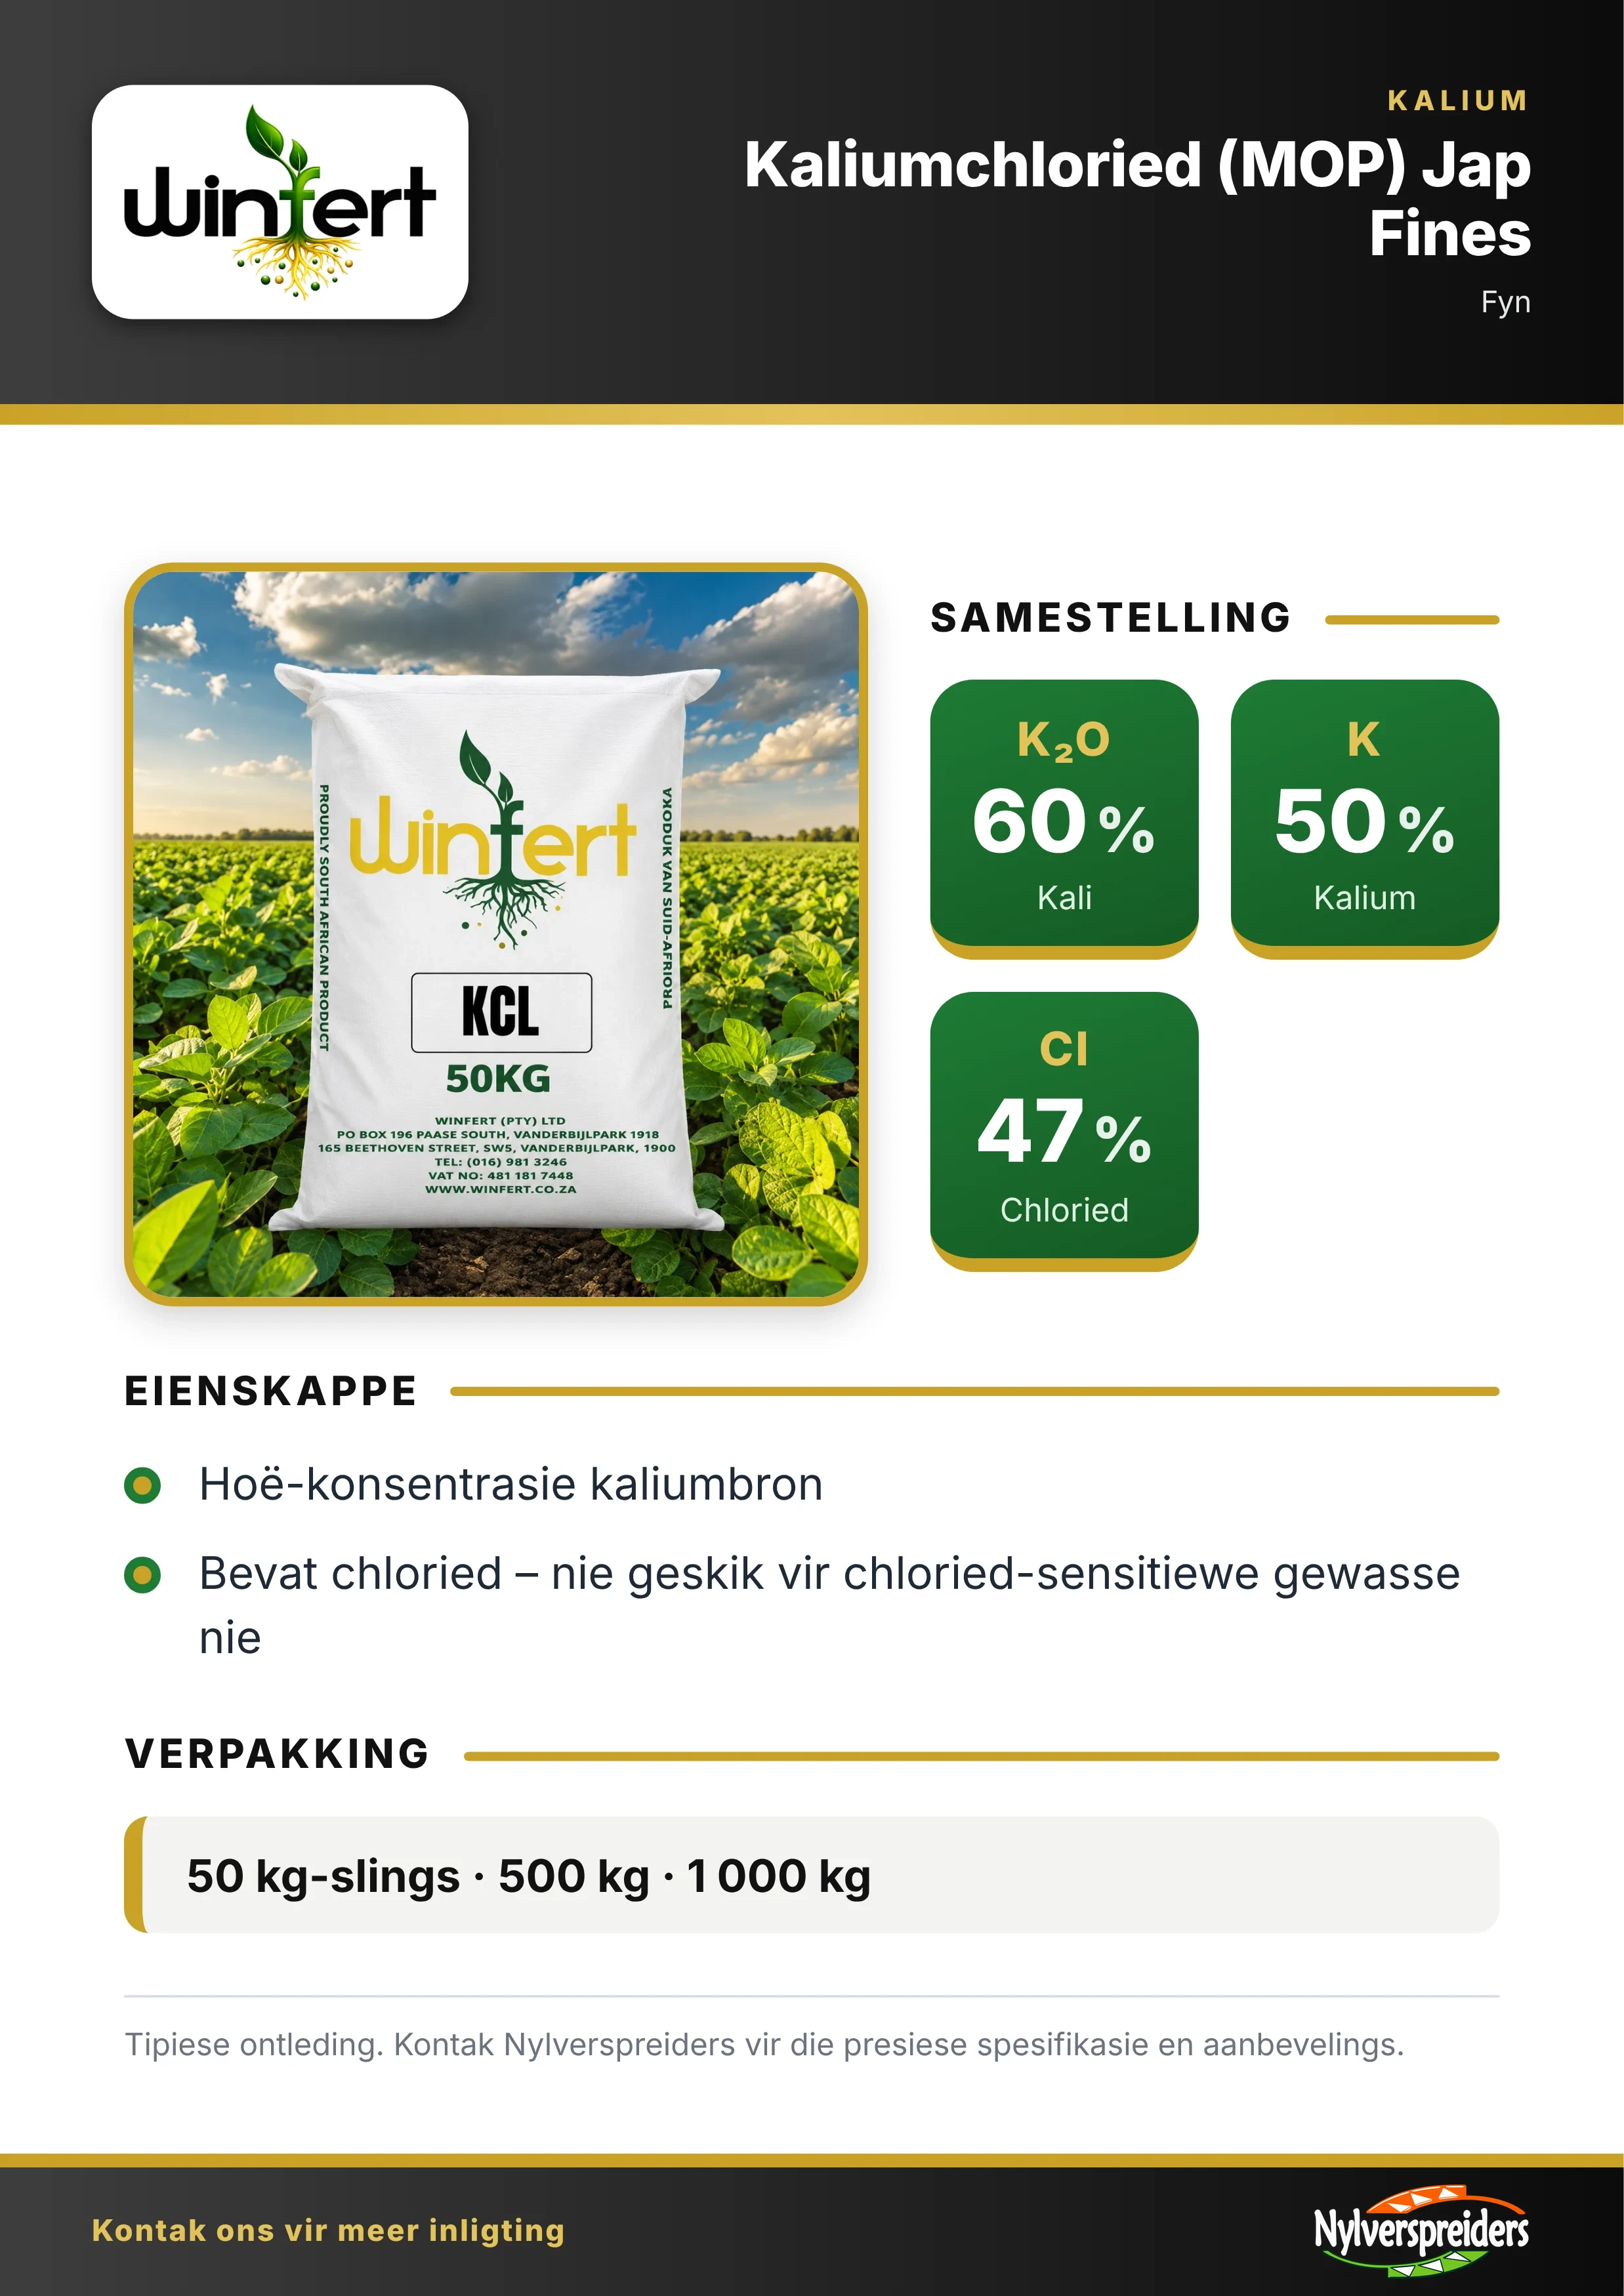 winfert
KALIUM
Kaliumchloried (MOP) Jap
Fines
Fyn
PROUDLY SOUTH AFRICAN PRODUCT
winfert
KCL
50KG
WINFERT (PTY) LTD
PO BOX 196 PAASE SOUTH, VANDERBIJLPARK 1918
165 BEETHOVEN STREET, SW5, VANDERBIJLPARK, 1900
TEL: (016) 981 3246
VAT NO: 481 181 7448
WWW.WINFERT.CO.ZA
SAMESTELLING
K₂O
60 %
Kali
K
50 %
Kalium
Cl
47 %
Chloried
EIENSKAPPE
Hoë-konsentrasie kaliumbron
Bevat chloried – nie geskik vir chloried-sensitiewe gewasse
nie
VERPAKKING
50 kg-slings · 500 kg · 1 000 kg
Tipiese ontleding. Kontak Nylverspreiders vir die presiese spesifikasie en aanbevelings.
Kontak ons vir meer inligting
Nylverspreiders